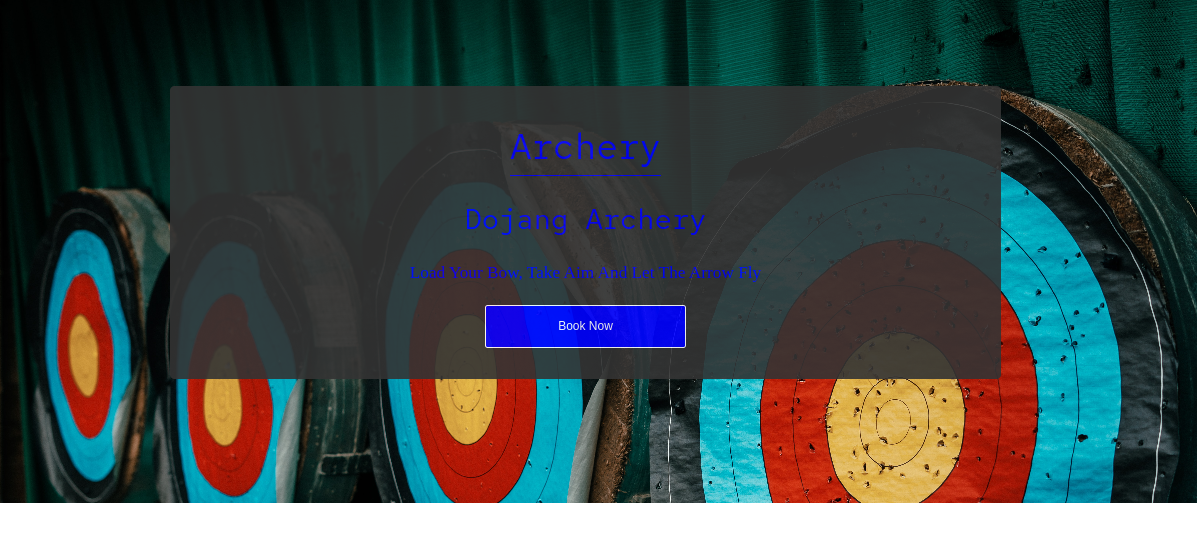 Archery
Dojang Archery
Load Your Bow, Take Aim And Let The Arrow Fly
Book Now